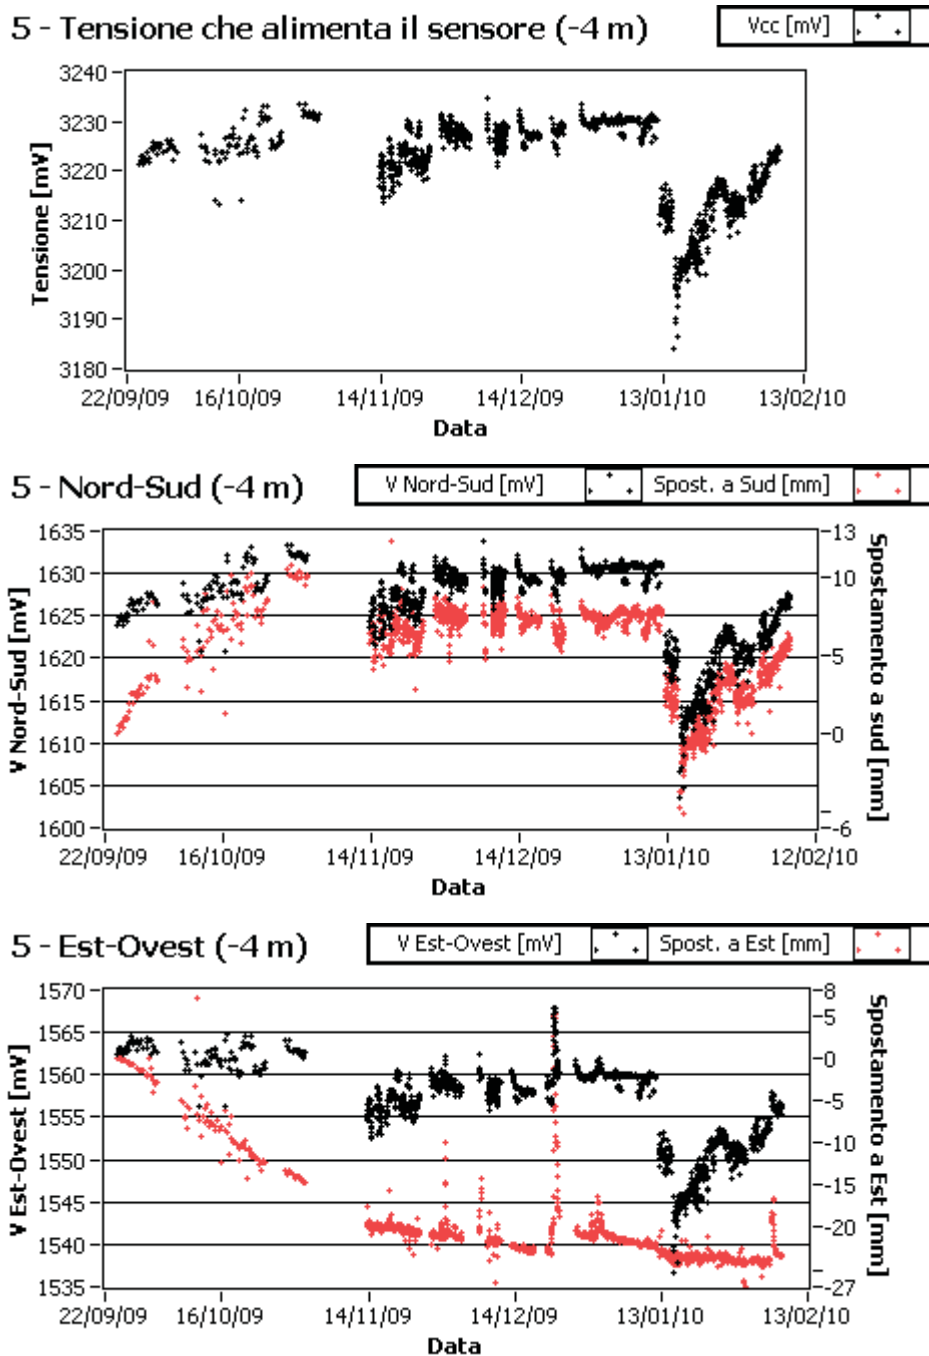 5 - Tensione che alimenta il sensore (-4 m)
Vcc [mV]
3240
3230
3220
3210
3200
3190
3180
Tensione [mV]
22/09/09 16/10/09 14/11/09 14/12/09 13/01/10 13/02/10
Data
5 - Nord-Sud (-4 m)
V Nord-Sud [mV] Spost. a Sud [mm]
1635
1630
1625
1620
1615
1610
1605
1600
V Nord-Sud [mV]
13
10
5
0
-6
Spostamento a sud [mm]
22/09/09 16/10/09 14/11/09 14/12/09 13/01/10 12/02/10
Data
5 - Est-Ovest (-4 m)
V Est-Ovest [mV] Spost. a Est [mm]
1570
1565
1560
1555
1550
1545
1540
1535
V Est-Ovest [mV]
8
5
0
-5
-10
-15
-20
-27
Spostamento a Est [mm]
22/09/09 16/10/09 14/11/09 14/12/09 13/01/10 13/02/10
Data